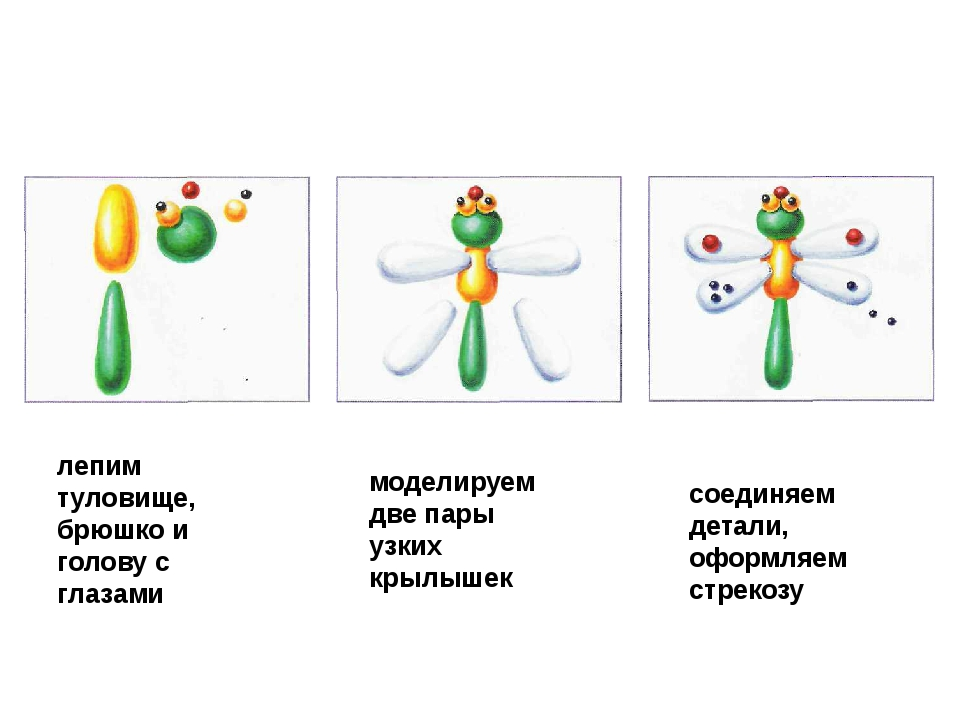 лепим
туловище,
брюшко и
голову с
глазами
моделируем
две пары
узких
крылышек
соединяем
детали,
оформляем
стрекозу